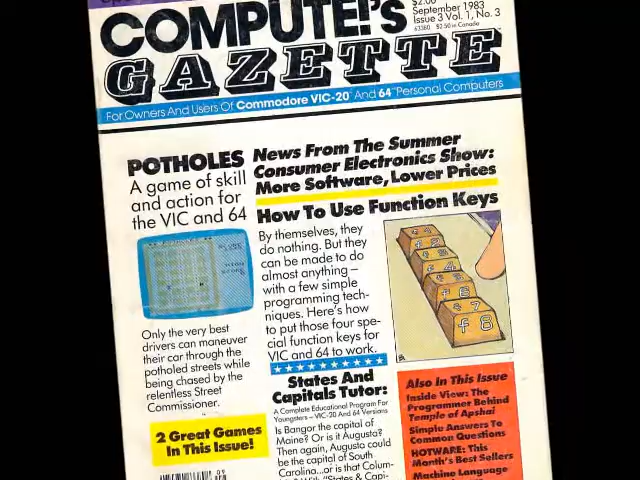 $2.00
September 1983
Issue 3 Vol. 1, No. 3
63380 $2.50 in Canada
COMPUTE!'s
GAZETTE
For Owners And Users Of Commodore VIC-20™ And 64™ Personal Computers
POTHOLES
A game of skill
and action for
the VIC and 64
Only the very best
drivers can maneuver
their car through the
potholed streets while
being chased by the
relentless Street
Commissioner.
2 Great Games
In This Issue!
News From The Summer
Consumer Electronics Show:
More Software, Lower Prices
How To Use Function Keys
By themselves, they
do nothing. But they
can be made to do
almost anything —
with a few simple
programming tech-
niques. Here's how
to put those four spe-
cial function keys for
VIC and 64 to work.
f 8
States And
Capitals Tutor:
A Complete Educational Program For
Youngsters – VIC-20 And 64 Versions
Is Bangor the capital of
Maine? Or is it Augusta?
Then again, Augusta could
be the capital of South
Carolina...or is that Colum-
With "States & Capi-
Also In This Issue
Inside View: The
Programmer Behind
Temple of Apshai
Simple Answers To
Common Questions
HOTWARE: This
Month's Best Sellers
Machine Language